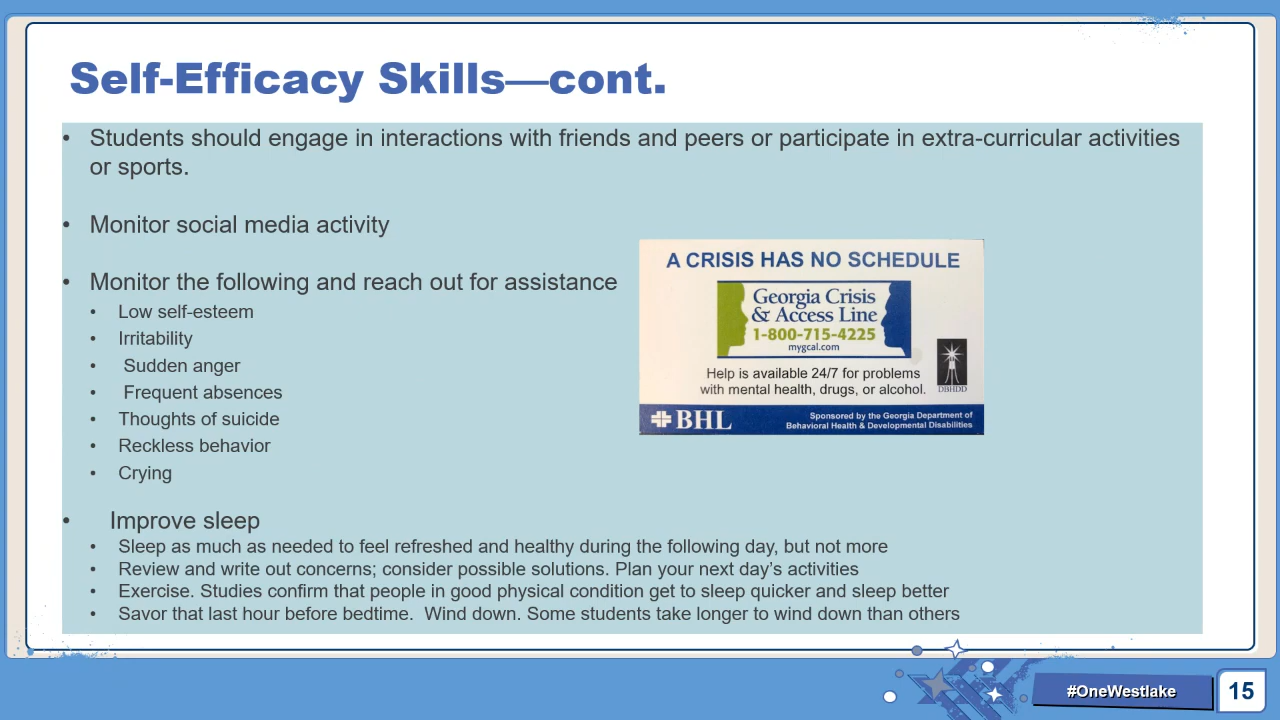 Self-Efficacy Skills—cont.
• Students should engage in interactions with friends and peers or participate in extra-curricular activities
or sports.
• Monitor social media activity
• Monitor the following and reach out for assistance
• Low self-esteem
• Irritability
• Sudden anger
• Frequent absences
• Thoughts of suicide
• Reckless behavior
• Crying
A CRISIS HAS NO SCHEDULE
Georgia Crisis
& Access Line
1-800-715-4225
mygcal.com
Help is available 24/7 for problems
with mental health, drugs, or alcohol.
DBHDD
BHL
Sponsored by the Georgia Department of
Behavioral Health & Developmental Disabilities
• Improve sleep
• Sleep as much as needed to feel refreshed and healthy during the following day, but not more
• Review and write out concerns; consider possible solutions. Plan your next day’s activities
• Exercise. Studies confirm that people in good physical condition get to sleep quicker and sleep better
• Savor that last hour before bedtime.  Wind down. Some students take longer to wind down than others
#OneWestlake
15